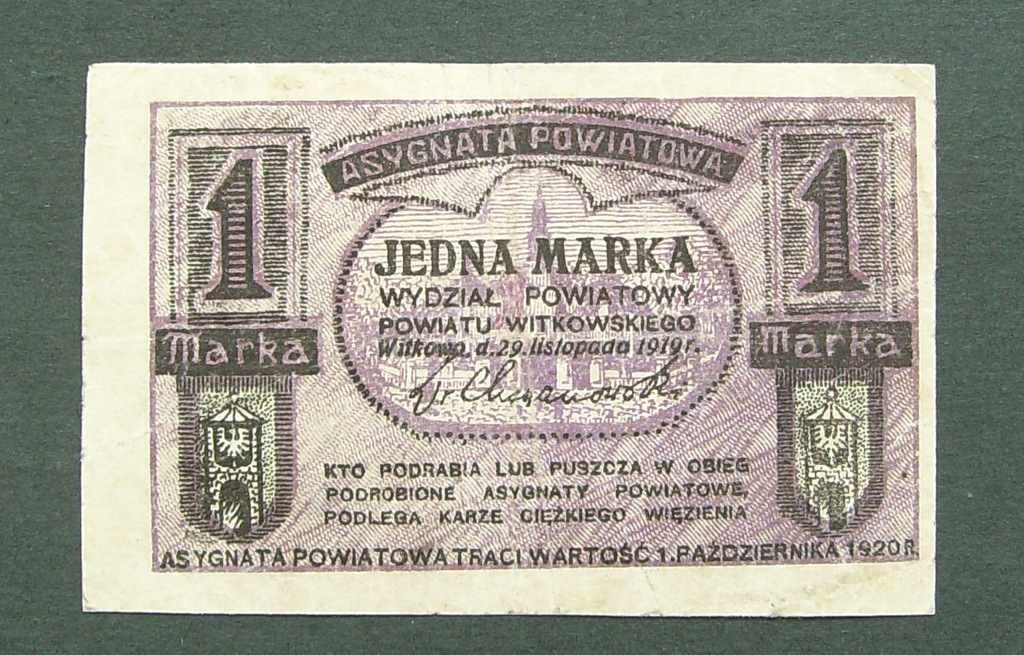 ASYGNATA POWIATOWA
1
1
JEDNA MARKA
WYDZIAŁ POWIATOWY
POWIATU WITKOWSKIEGO
Witkowo, d. 29. listopada 1919 r.
Marka
Marka
KTO PODRABIA LUB PUSZCZA W OBIEG
PODROBIONE ASYGNATY POWIATOWE,
PODLEGA KARZE CIĘŻKIEGO WIĘZIENIA
ASYGNATA POWIATOWA TRACI WARTOŚĆ 1. PAŹDZIERNIKA 1920 R.